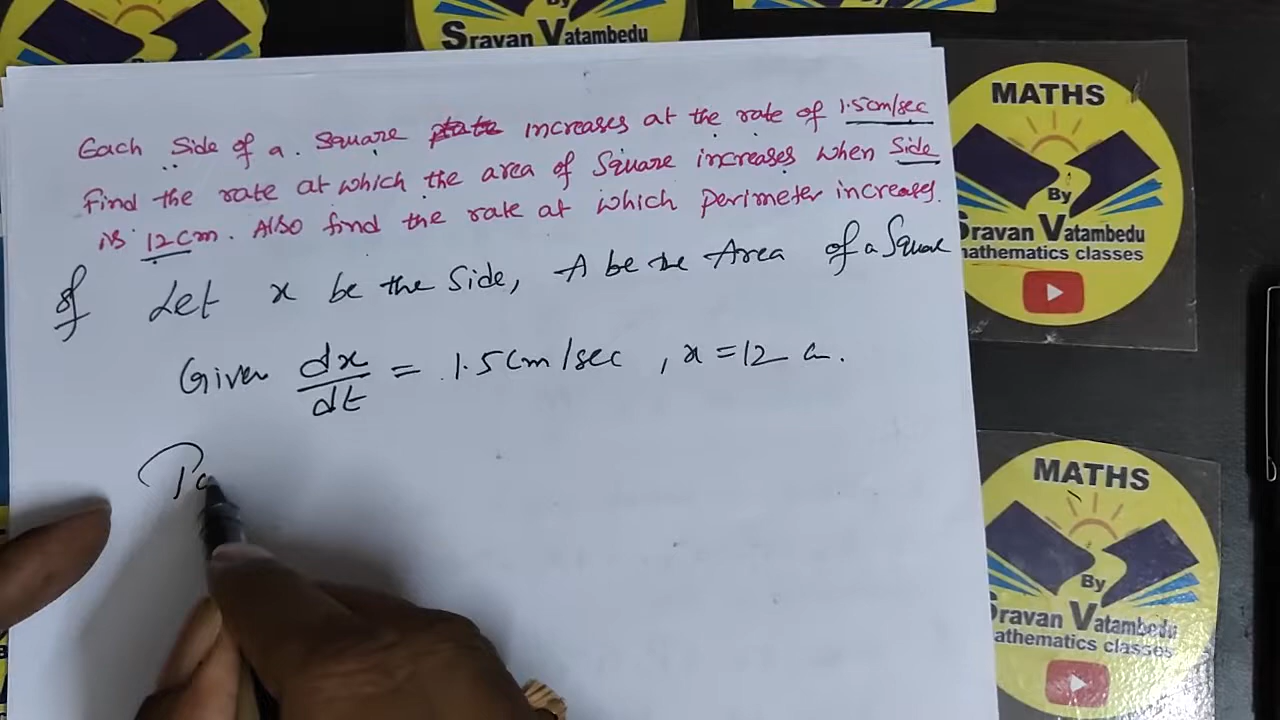 By
Sravan Vatambedu
By
Each Side of a. Square increases at the rate of 1.5cm/sec
find the rate at which the area of Square increases when Side
is 12cm. Also find the rate at which Perimeter increases.
Let x be the Side, A be the Area of a Square
Given dx/dt = 1.5cm/sec , x = 12 cm.
MATHS
By
Sravan Vatambedu
mathematics classes
MATHS
By
Sravan Vatambedu
mathematics classes